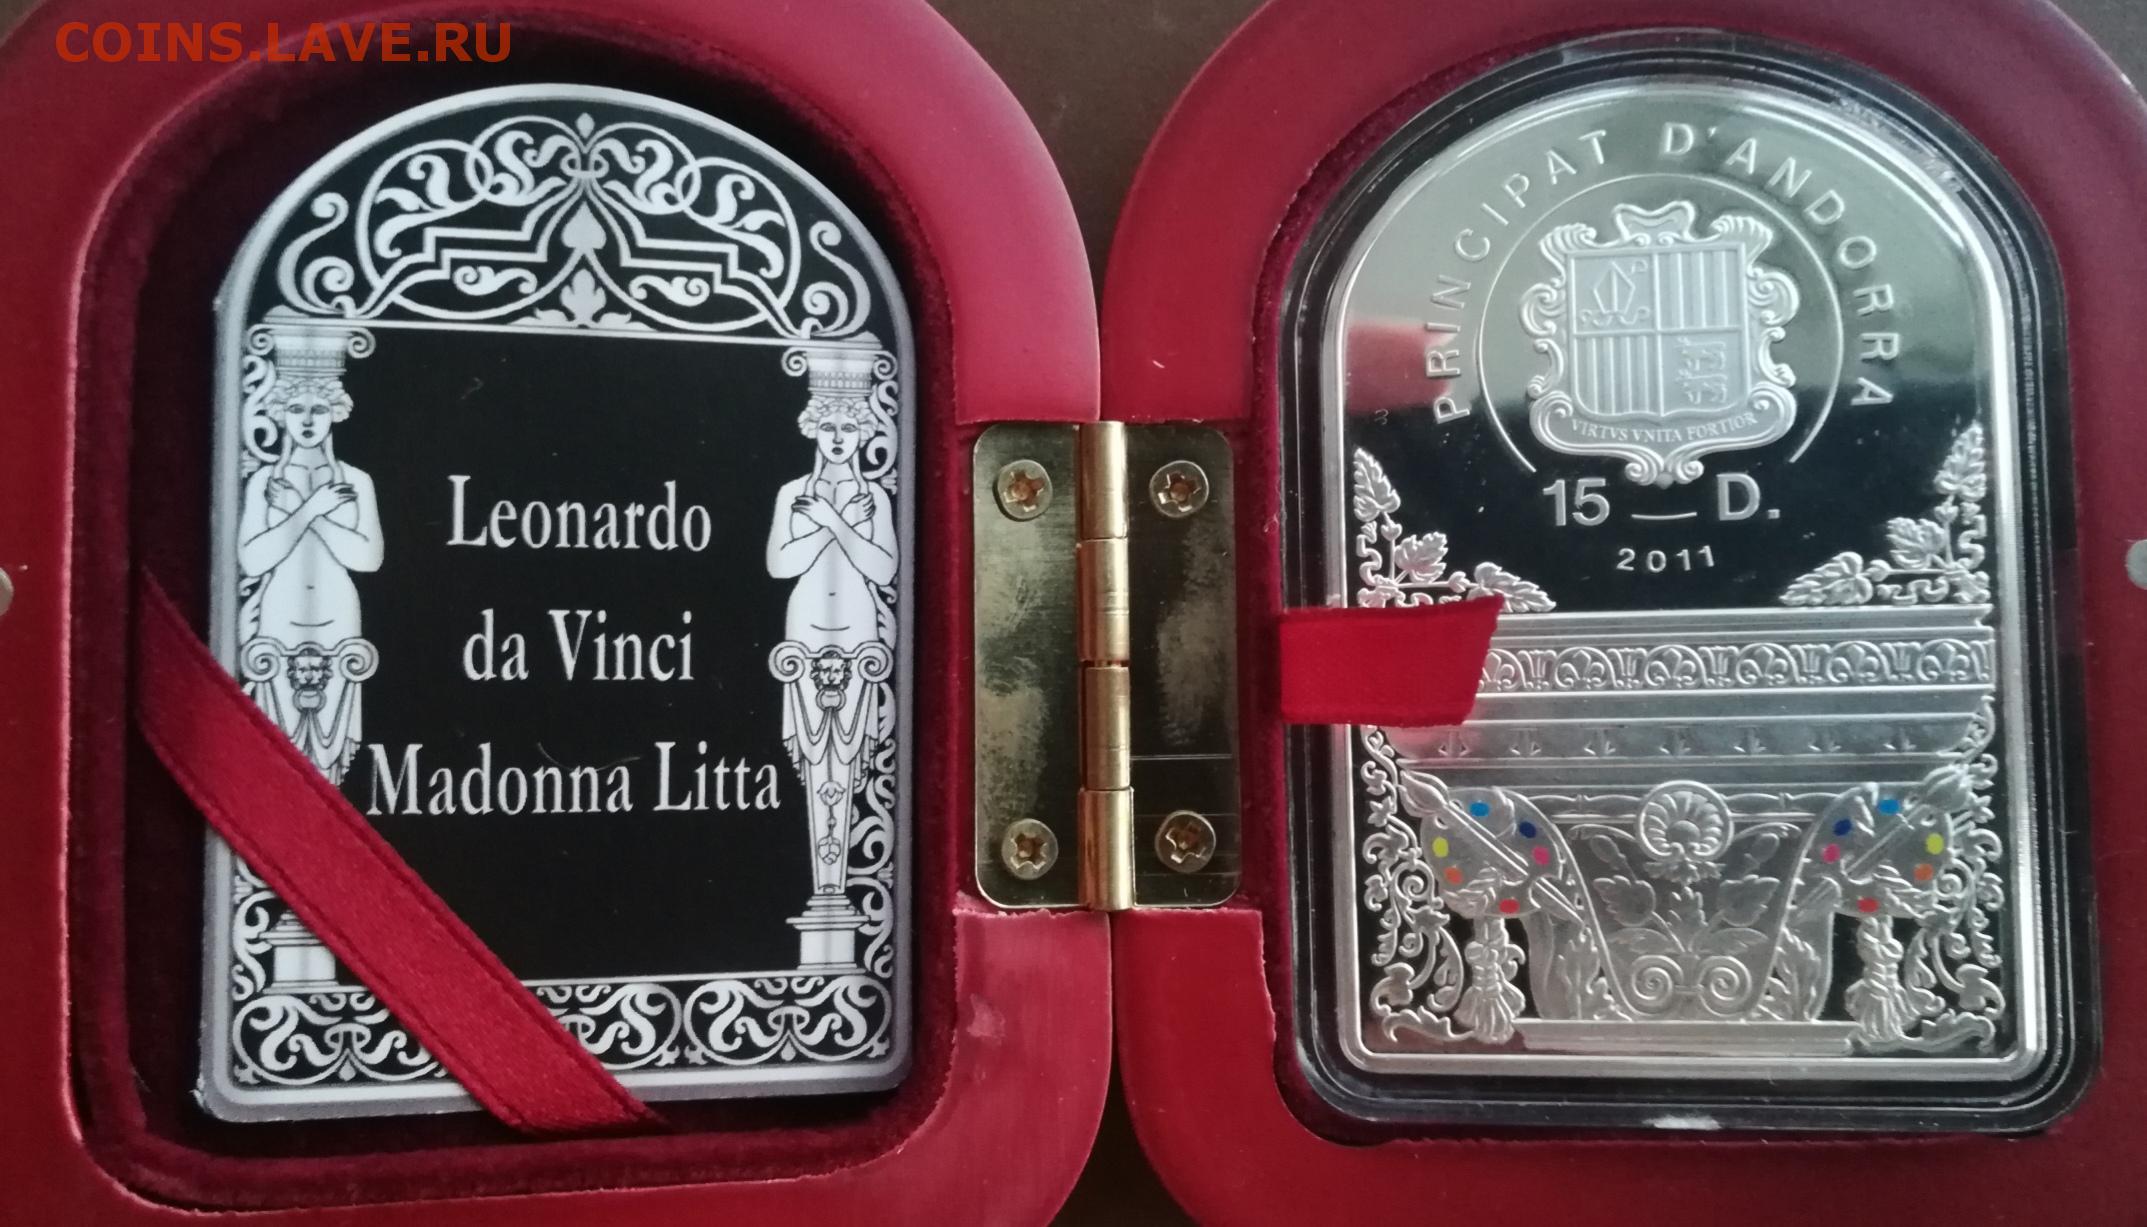 COINS.LAVE.RU
Leonardo
da Vinci
Madonna Litta
PRINCIPAT D'ANDORRA
VIRTVS VNITA FORTIOR
15 — D.
2011